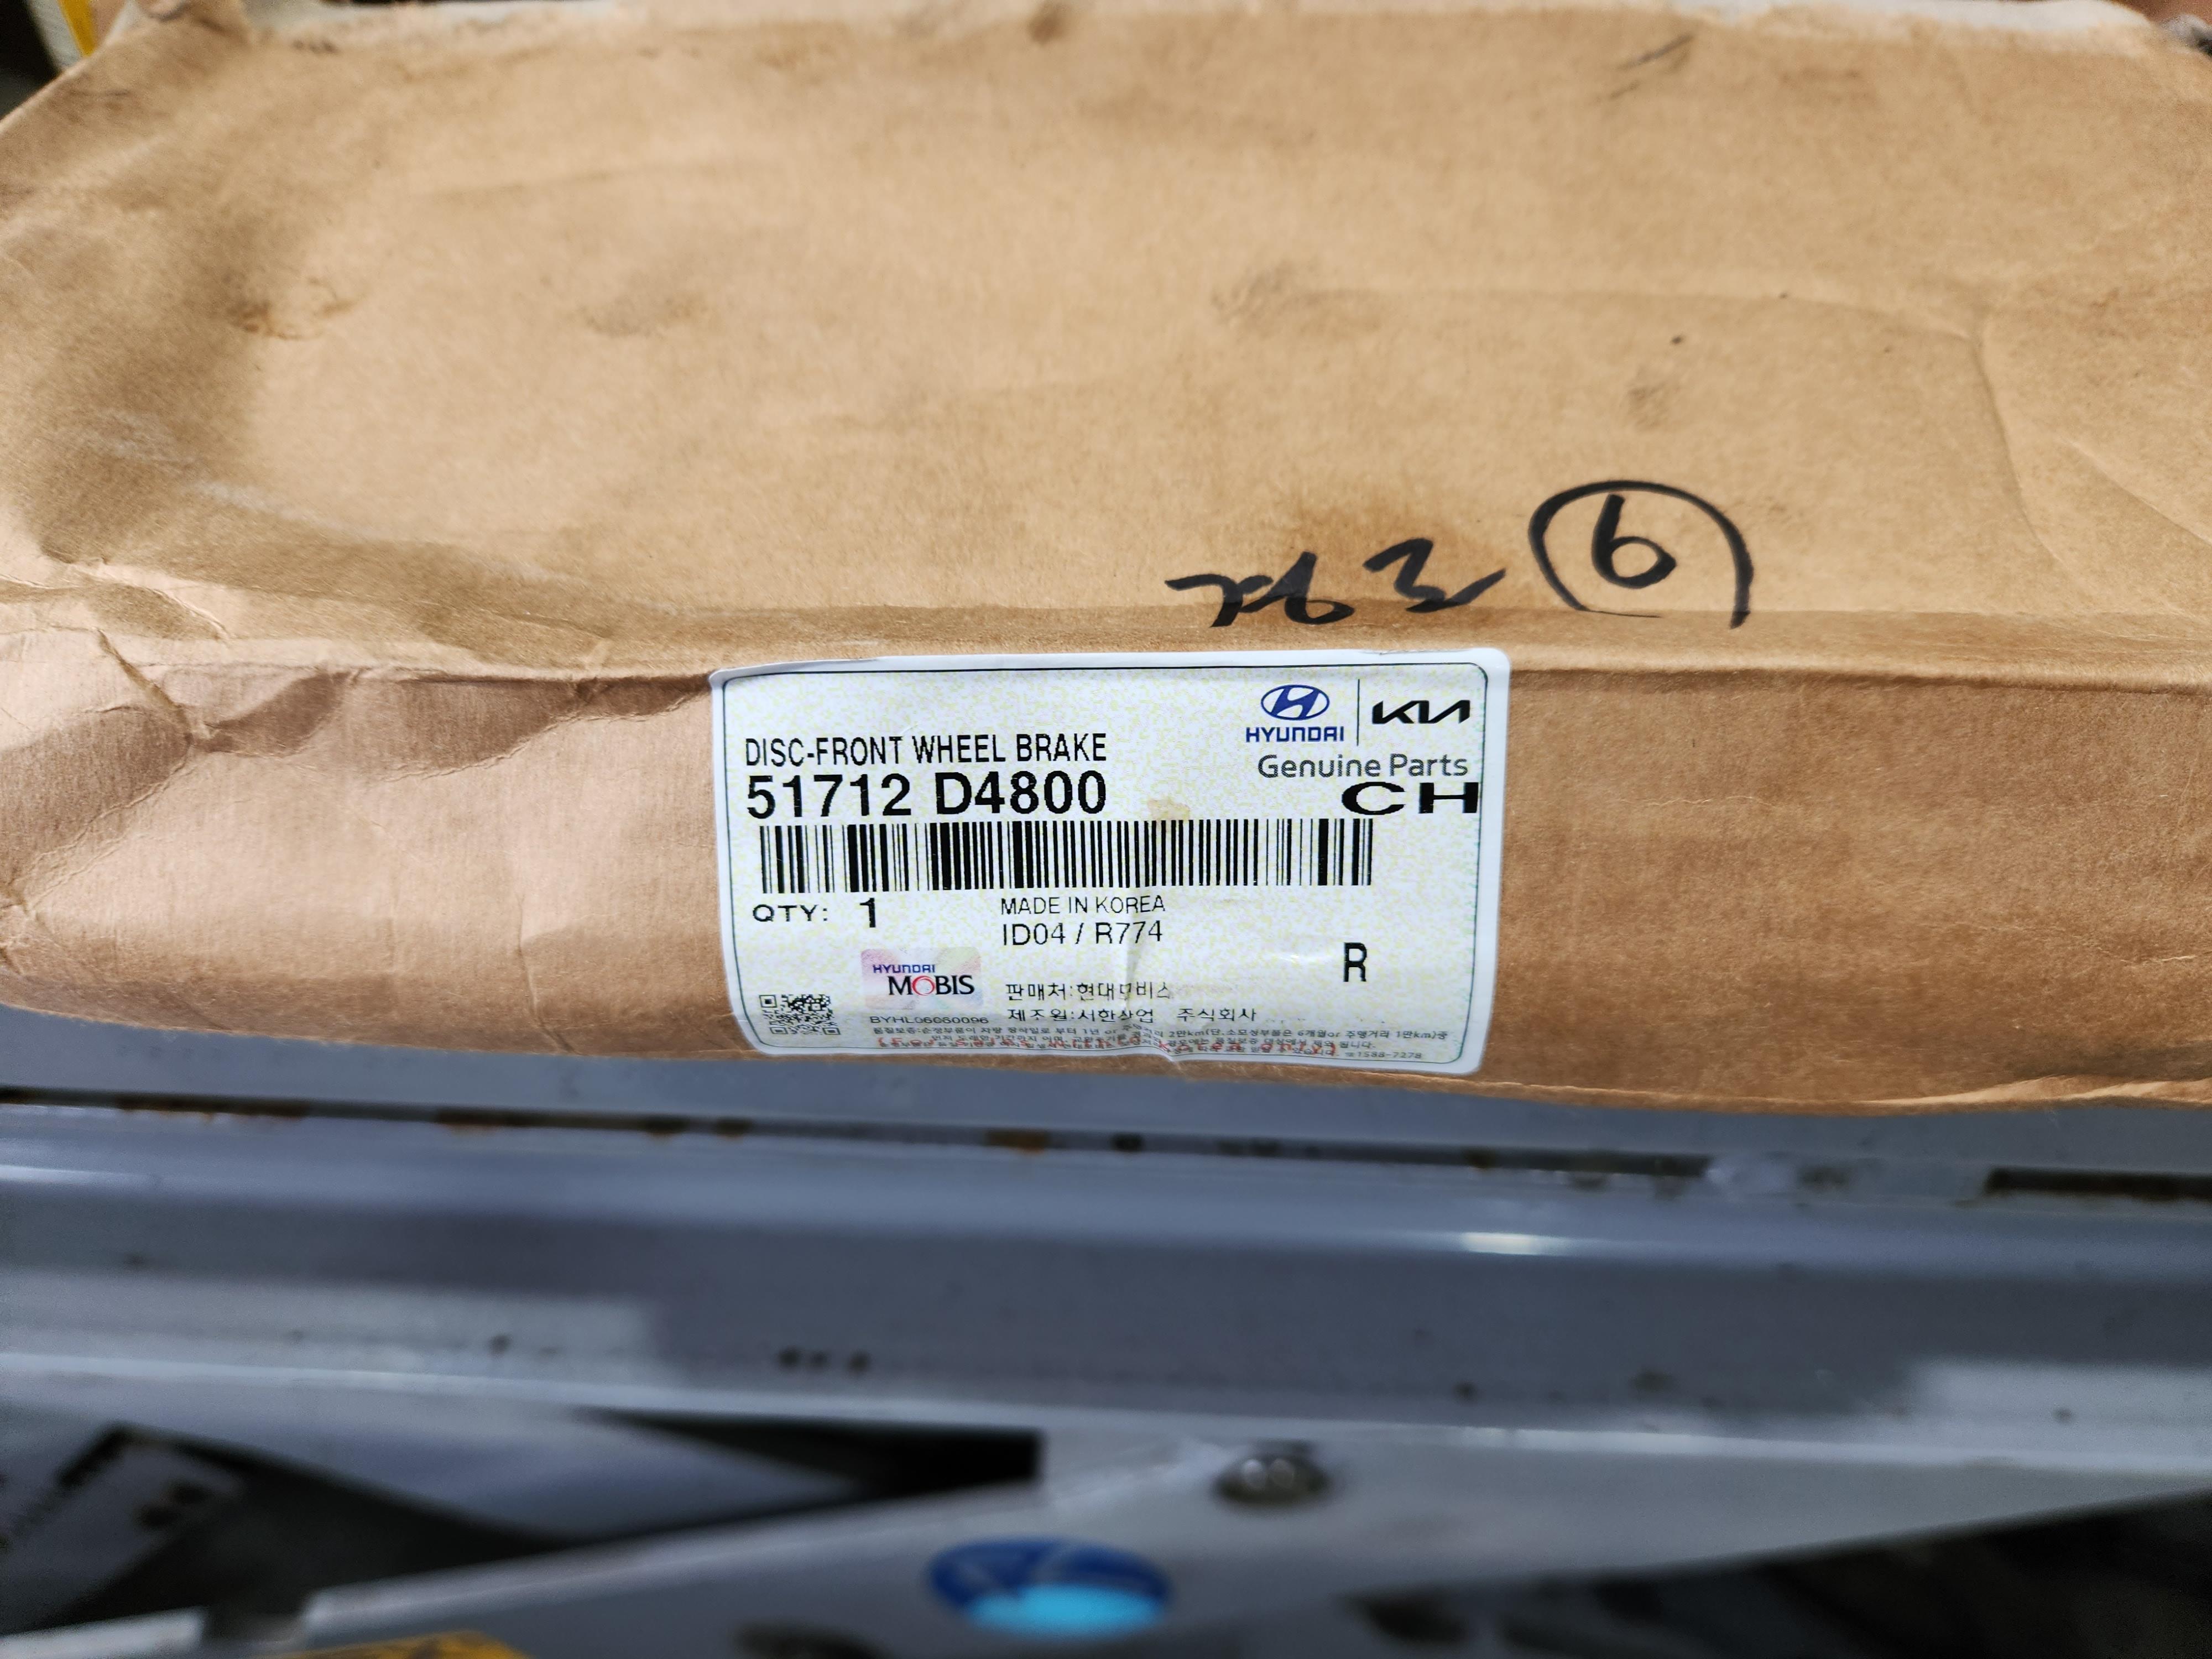 6
HYUNDAI
KIA
DISC-FRONT WHEEL BRAKE
Genuine Parts
51712 D4800
CH
QTY: 1
MADE IN KOREA
ID04 / R774
R
HYUNDAI
MOBIS
판매처:현대모비스
제조원:서한산업 주식회사
BYHL06060096
☎1588-7278